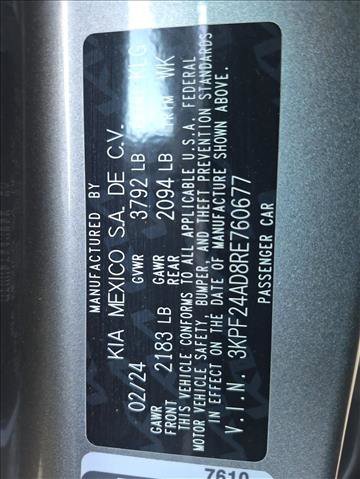 MANUFACTURED BY
KIA MEXICO S.A. DE C.V. KLG
02/24 GVWR 3792 LB
GAWR FRONT 2183 LB GAWR REAR 2094 LB WK
THIS VEHICLE CONFORMS TO ALL APPLICABLE U.S.A. FEDERAL
MOTOR VEHICLE SAFETY, BUMPER, AND THEFT PREVENTION STANDARDS
IN EFFECT ON THE DATE OF MANUFACTURE SHOWN ABOVE.
V.I.N. 3KPF24AD8RE760677
PASSENGER CAR
7610